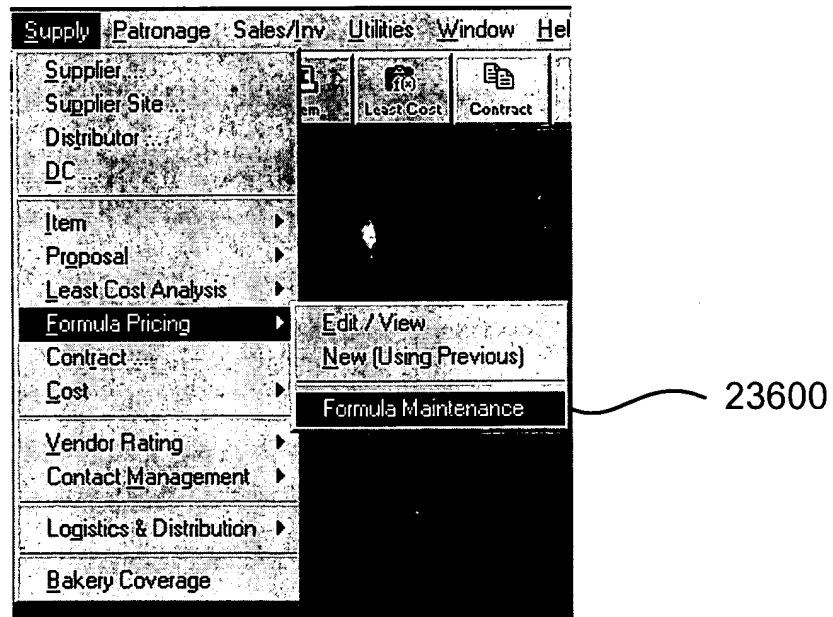 Supply Patronage Sales/Inv Utilities Window Hel
Supplier ...
Supplier Site ...
Distributor ...
DC ...
em Least Cost Contract
Item
Proposal
Least Cost Analysis
Formula Pricing
Edit / View
New (Using Previous)
Contract ...
Cost
Formula Maintenance
23600
Vendor Rating
Contact Management
Logistics & Distribution
Bakery Coverage